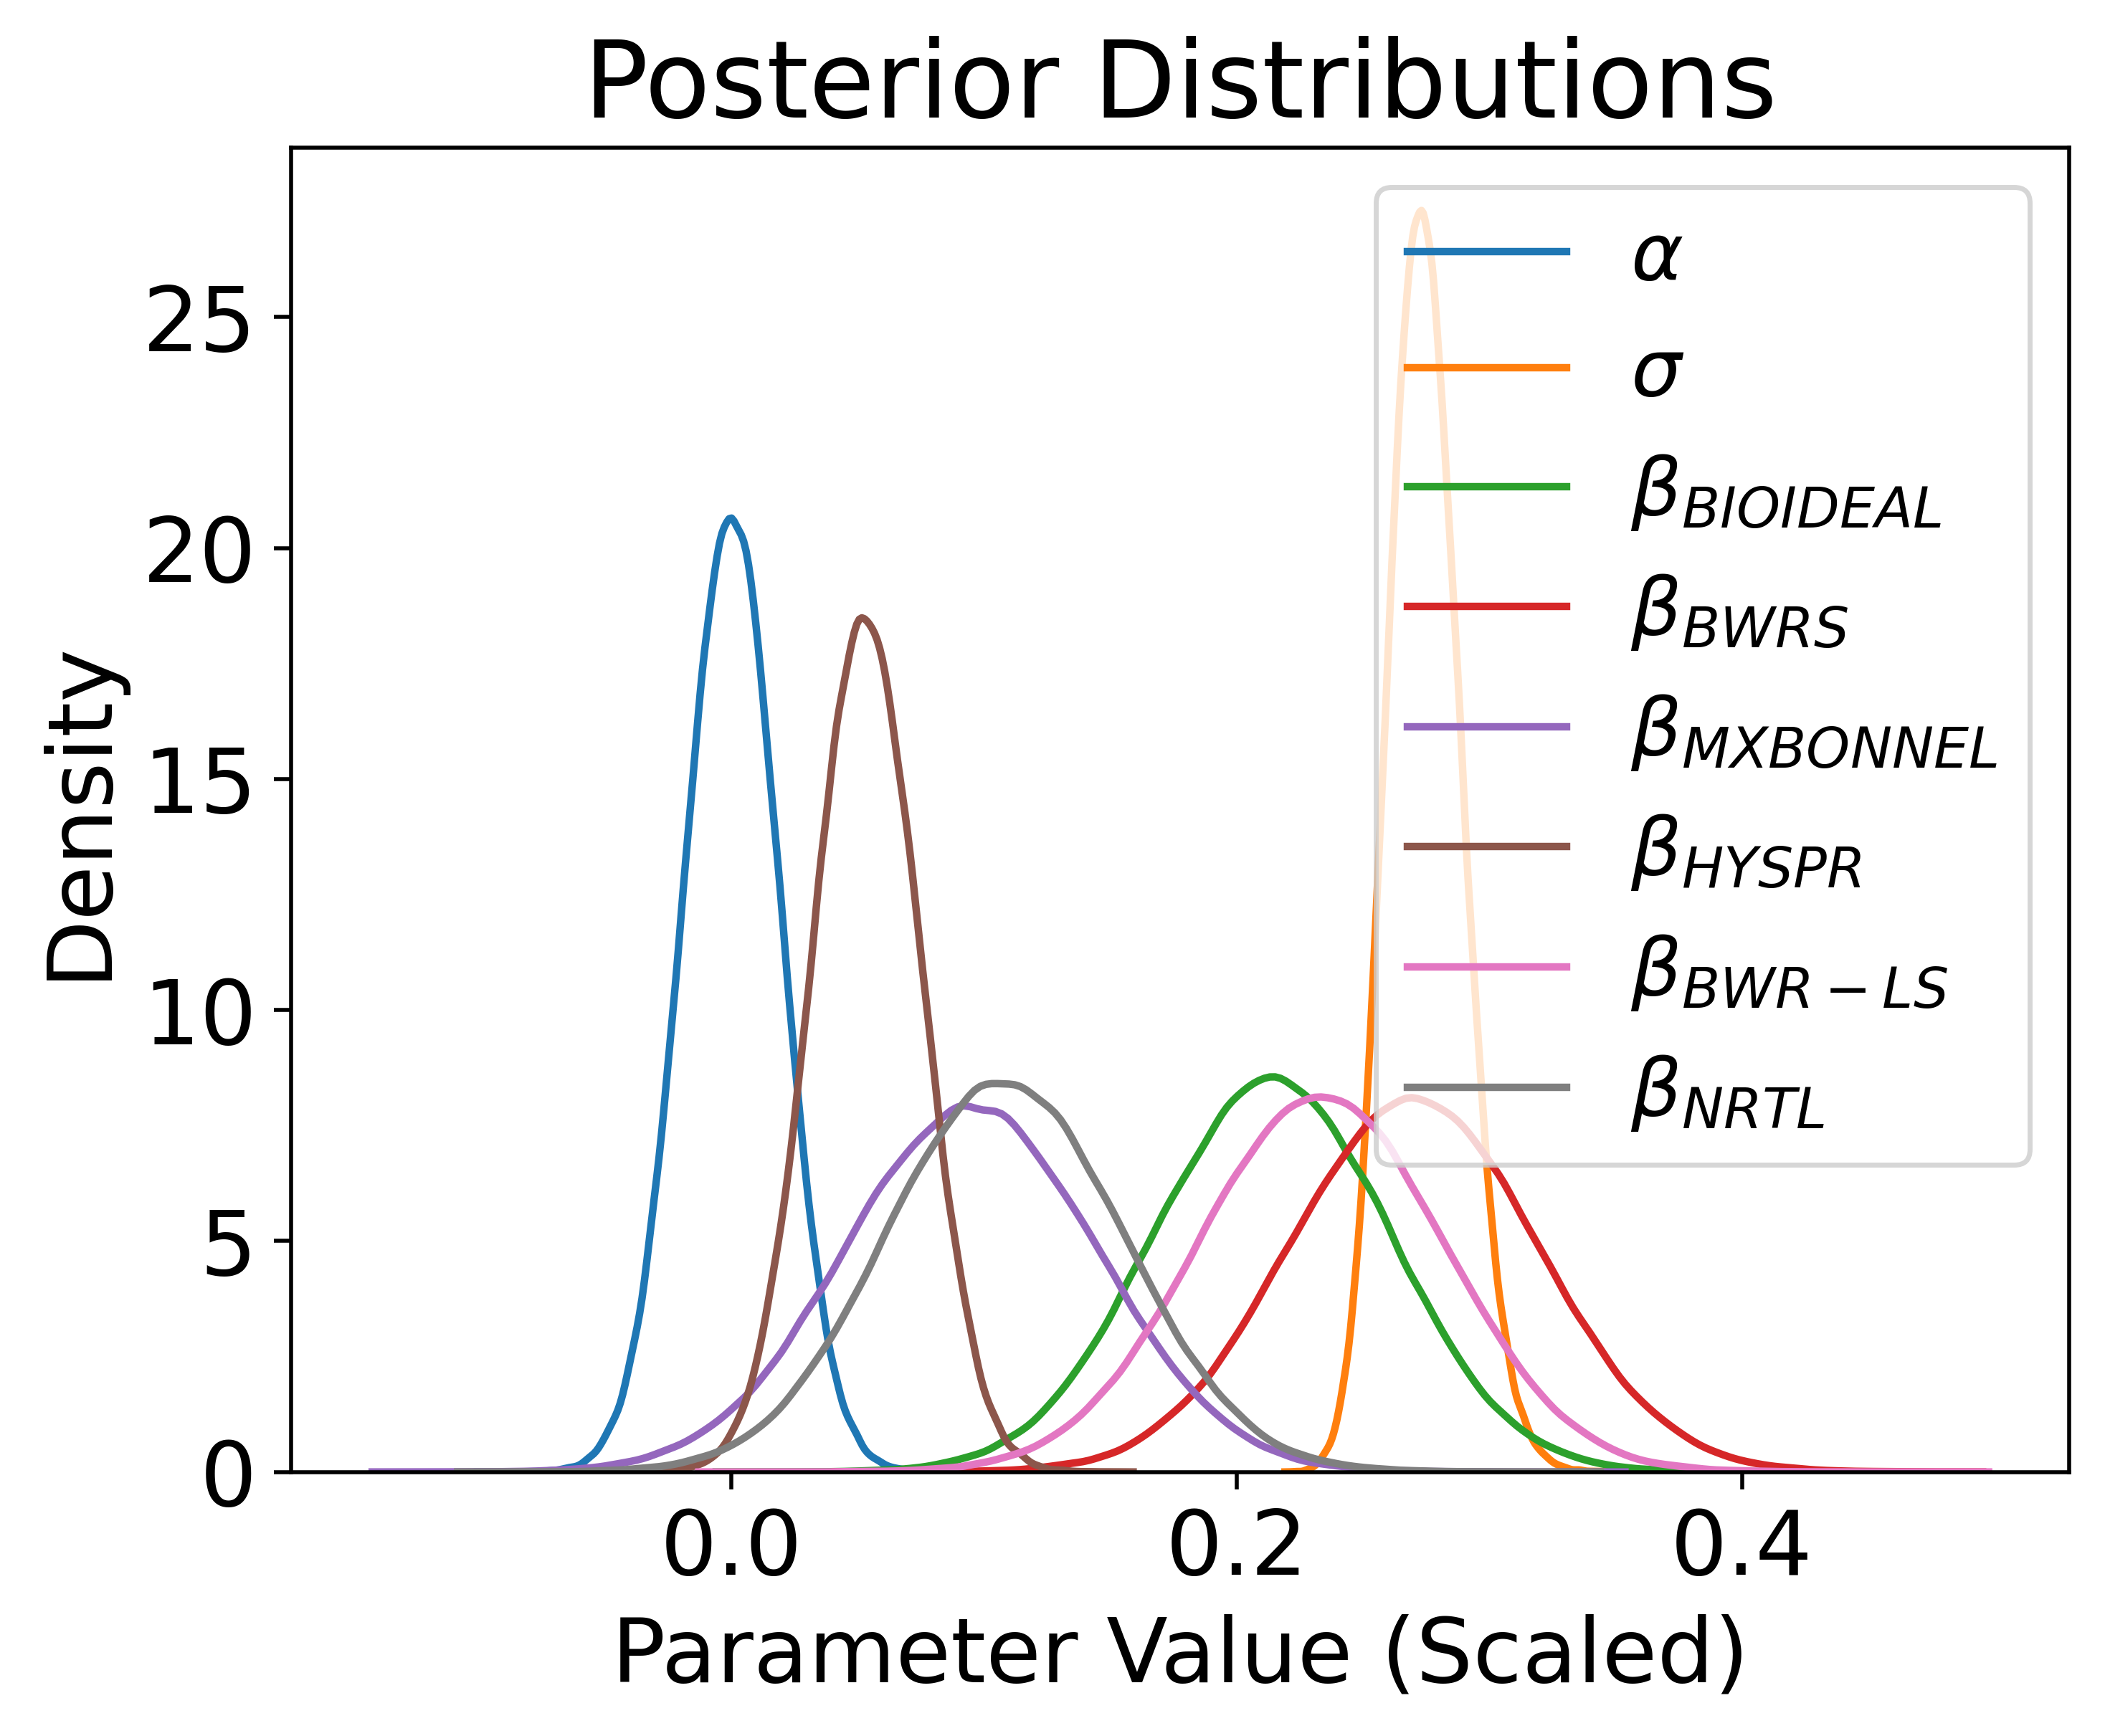 Posterior Distributions
Density
25
20
15
10
5
0
0.0 0.2 0.4
Parameter Value (Scaled)
α
σ
β_BIOIDEAL
β_BWRS
β_MXBONNEL
β_HYSPR
β_BWR−LS
β_NRTL